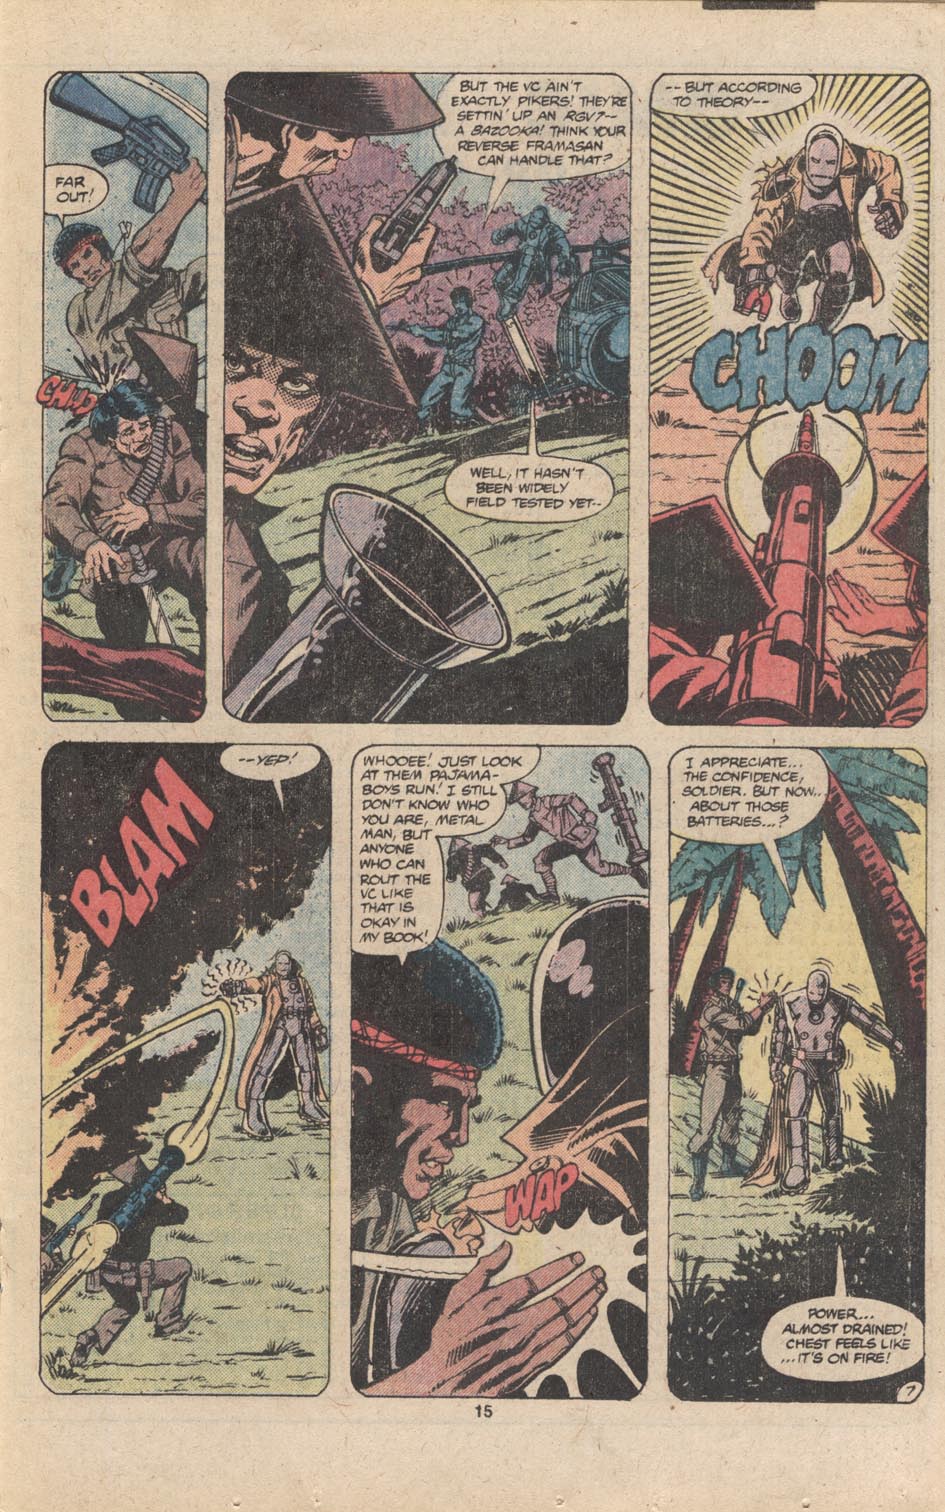 FAR
OUT!
CHUD
BUT THE VC AIN'T
EXACTLY PIKERS! THEY'RE
SETTIN' UP AN RGV7--
A BAZOOKA! THINK YOUR
REVERSE FRAMASAN
CAN HANDLE THAT?
WELL, IT HASN'T
BEEN WIDELY
FIELD TESTED YET--
--BUT ACCORDING
TO THEORY--
CHOOM
BLAM
--YEP!
WHOOEE! JUST LOOK
AT THEM PAJAMA-
BOYS RUN! I STILL
DON'T KNOW WHO
YOU ARE, METAL
MAN, BUT
ANYONE
WHO CAN
ROUT THE
VC LIKE
THAT IS
OKAY IN
MY BOOK!
WAP
I APPRECIATE...
THE CONFIDENCE,
SOLDIER. BUT NOW...
ABOUT THOSE
BATTERIES...?
POWER...
ALMOST DRAINED!
CHEST FEELS LIKE
...IT'S ON FIRE!
7
15